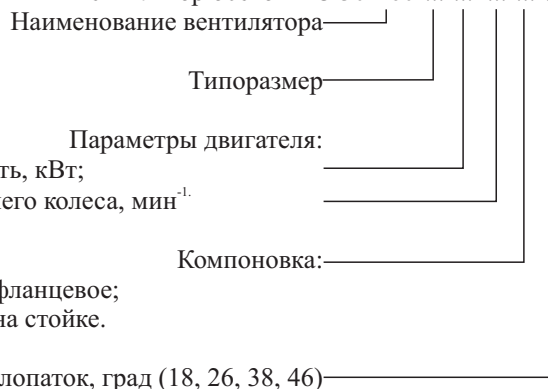 Наименование вентилятора
Типоразмер
Параметры двигателя:
ть, кВт;
него колеса, мин⁻¹·
Компоновка:
фланцевое;
на стойке.
лопаток, град (18, 26, 38, 46)